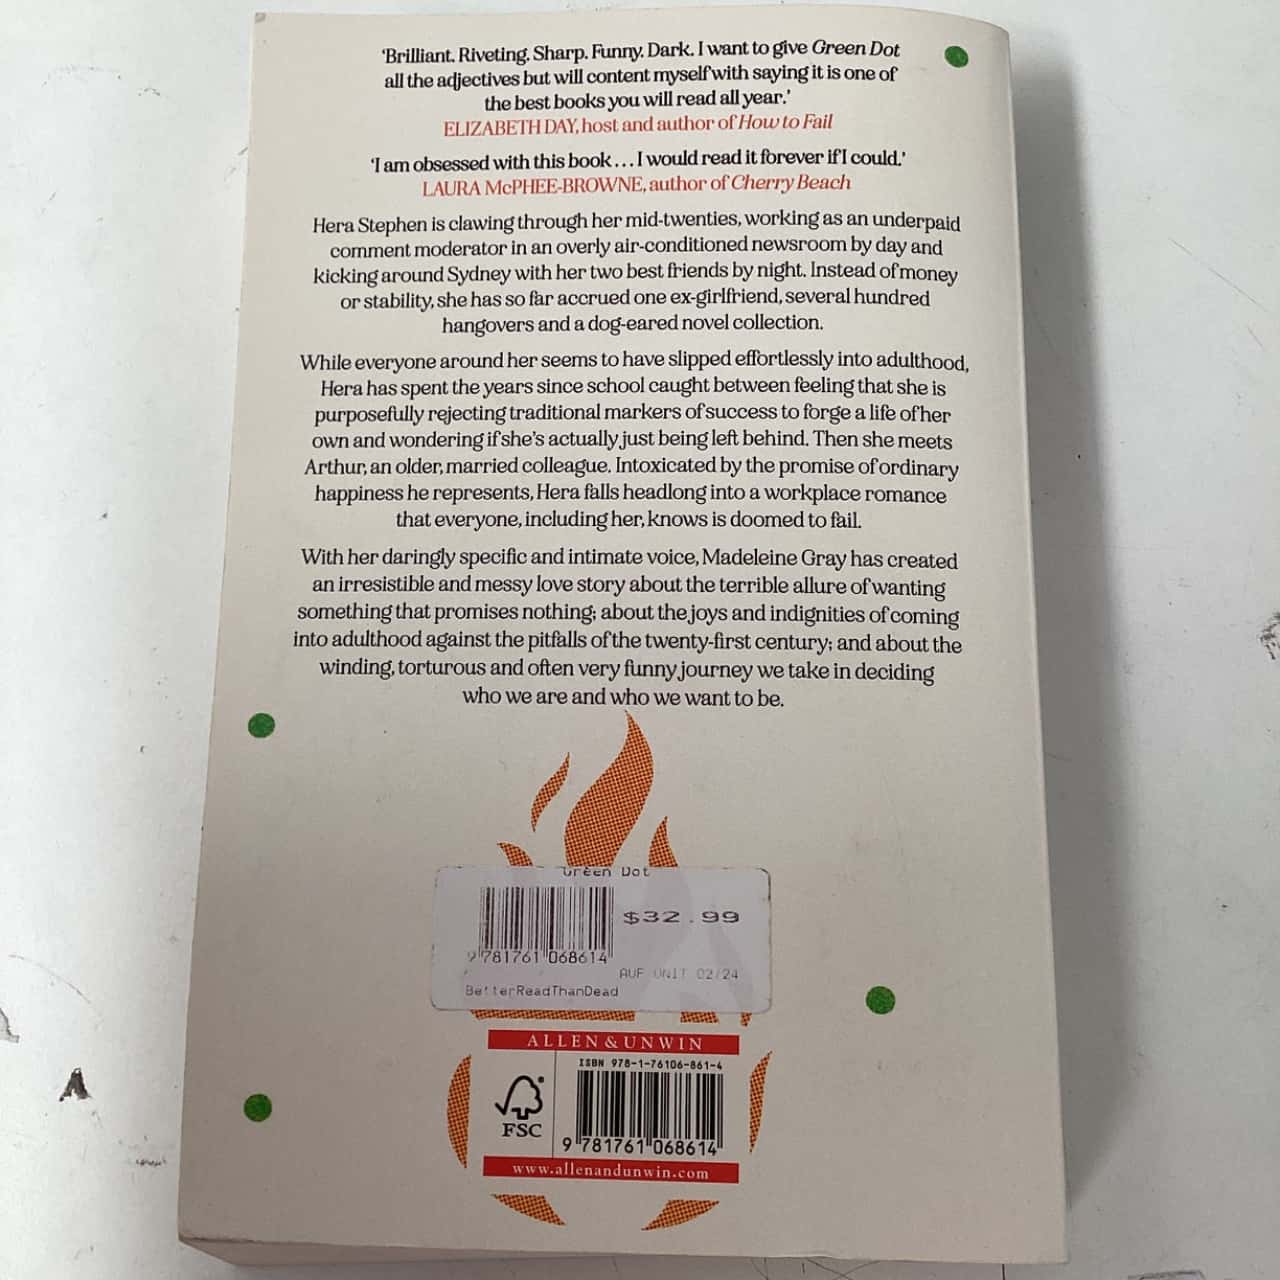 ‘Brilliant. Riveting. Sharp. Funny. Dark. I want to give Green Dot
all the adjectives but will content myself with saying it is one of
the best books you will read all year.’
ELIZABETH DAY, host and author of How to Fail
‘I am obsessed with this book . . . I would read it forever if I could.’
LAURA McPHEE-BROWNE, author of Cherry Beach
Hera Stephen is clawing through her mid-twenties, working as an underpaid
comment moderator in an overly air-conditioned newsroom by day and
kicking around Sydney with her two best friends by night. Instead of money
or stability, she has so far accrued one ex-girlfriend, several hundred
hangovers and a dog-eared novel collection.
While everyone around her seems to have slipped effortlessly into adulthood,
Hera has spent the years since school caught between feeling that she is
purposefully rejecting traditional markers of success to forge a life of her
own and wondering if she’s actually just being left behind. Then she meets
Arthur, an older, married colleague. Intoxicated by the promise of ordinary
happiness he represents, Hera falls headlong into a workplace romance
that everyone, including her, knows is doomed to fail.
With her daringly specific and intimate voice, Madeleine Gray has created
an irresistible and messy love story about the terrible allure of wanting
something that promises nothing; about the joys and indignities of coming
into adulthood against the pitfalls of the twenty-first century; and about the
winding, torturous and often very funny journey we take in deciding
who we are and who we want to be.
Green Dot
$32.99
9 781761 068614
AUF UNIT 02/24
BetterReadThanDead
ALLEN & UNWIN
ISBN 978-1-76106-861-4
FSC
9 781761 068614
www.allenandunwin.com